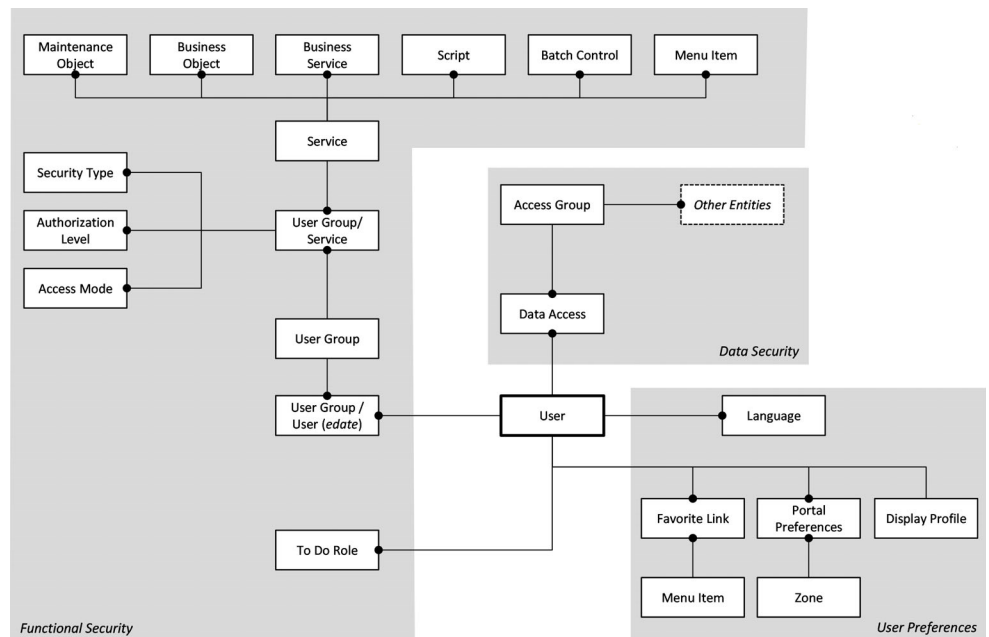 Maintenance
Object
Business
Object
Business
Service
Script
Batch Control
Menu Item
Service
Security Type
Authorization
Level
Access Mode
User Group/
Service
User Group
User Group /
User (edate)
To Do Role
Functional Security
Access Group
Other Entities
Data Access
Data Security
User
Language
Favorite Link
Portal
Preferences
Display Profile
Menu Item
Zone
User Preferences